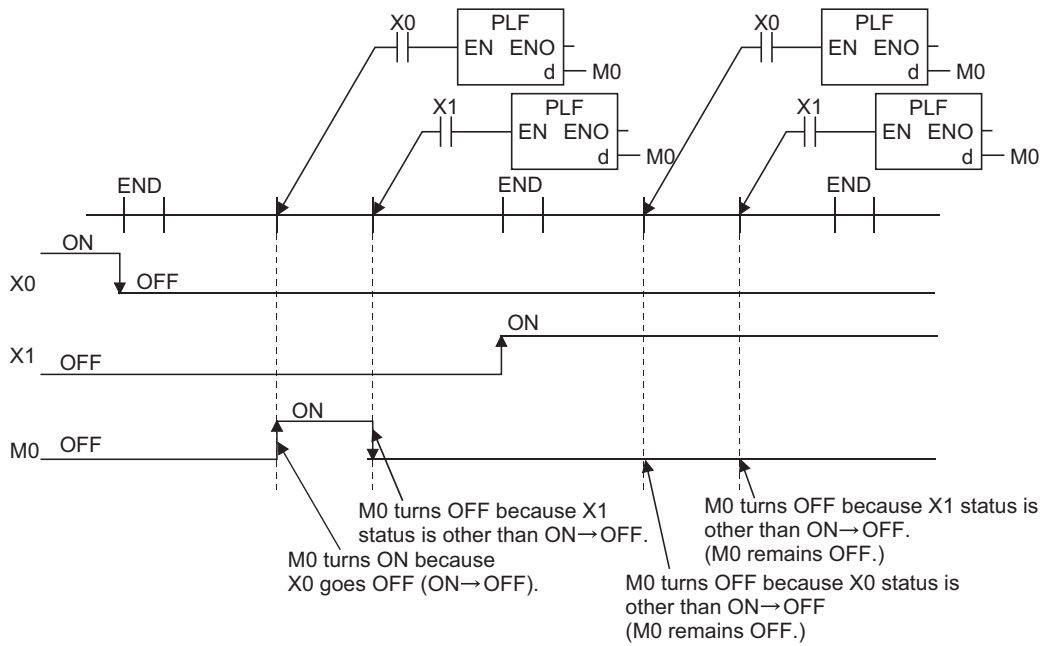 X0 PLF X0 PLF
EN ENO EN ENO
d M0 d M0
X1 PLF X1 PLF
EN ENO EN ENO
d M0 d M0
END END END
ON
X0 OFF
ON
X1 OFF
ON
M0 OFF
M0 turns OFF because X1
status is other than ON→OFF.
M0 turns ON because
X0 goes OFF (ON→OFF).
M0 turns OFF because X1 status is
other than ON→OFF.
(M0 remains OFF.)
M0 turns OFF because X0 status is
other than ON→OFF
(M0 remains OFF.)